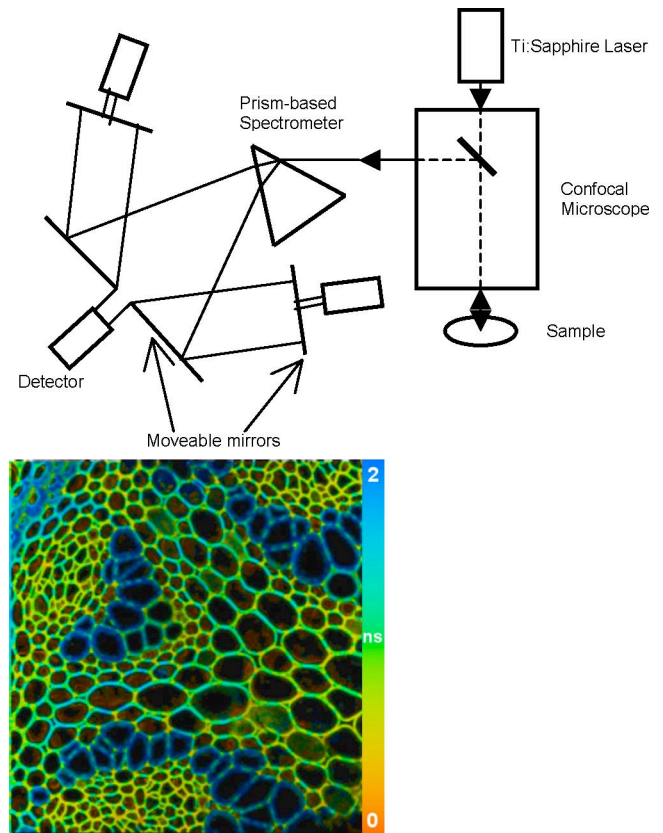 Ti:Sapphire Laser
Prism-based
Spectrometer
Confocal
Microscope
Sample
Detector
Moveable mirrors
2
ns
0